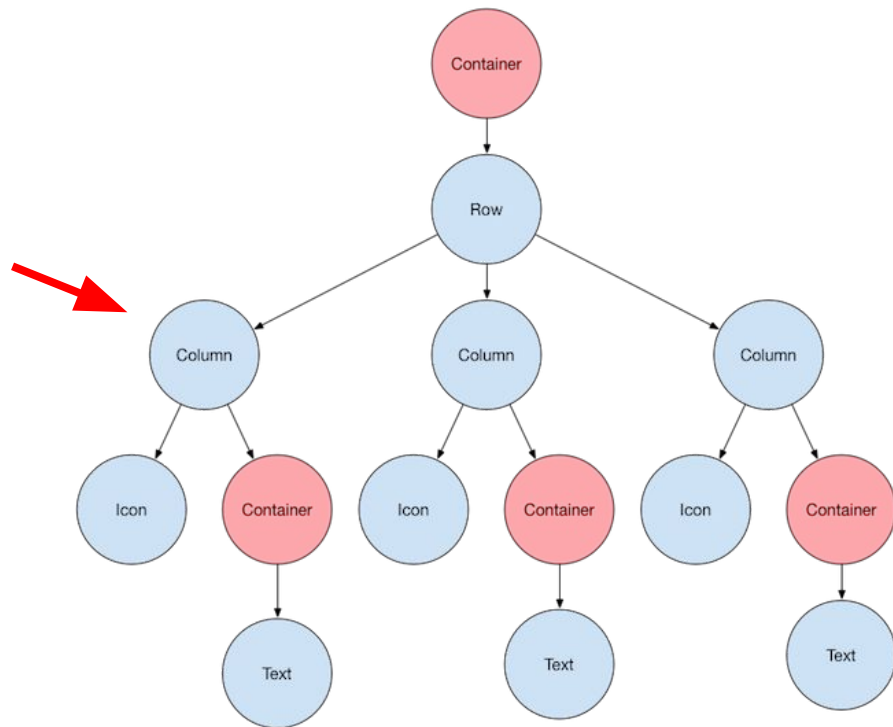 Container
Row
Column
Column
Column
Icon
Container
Icon
Container
Icon
Container
Text
Text
Text